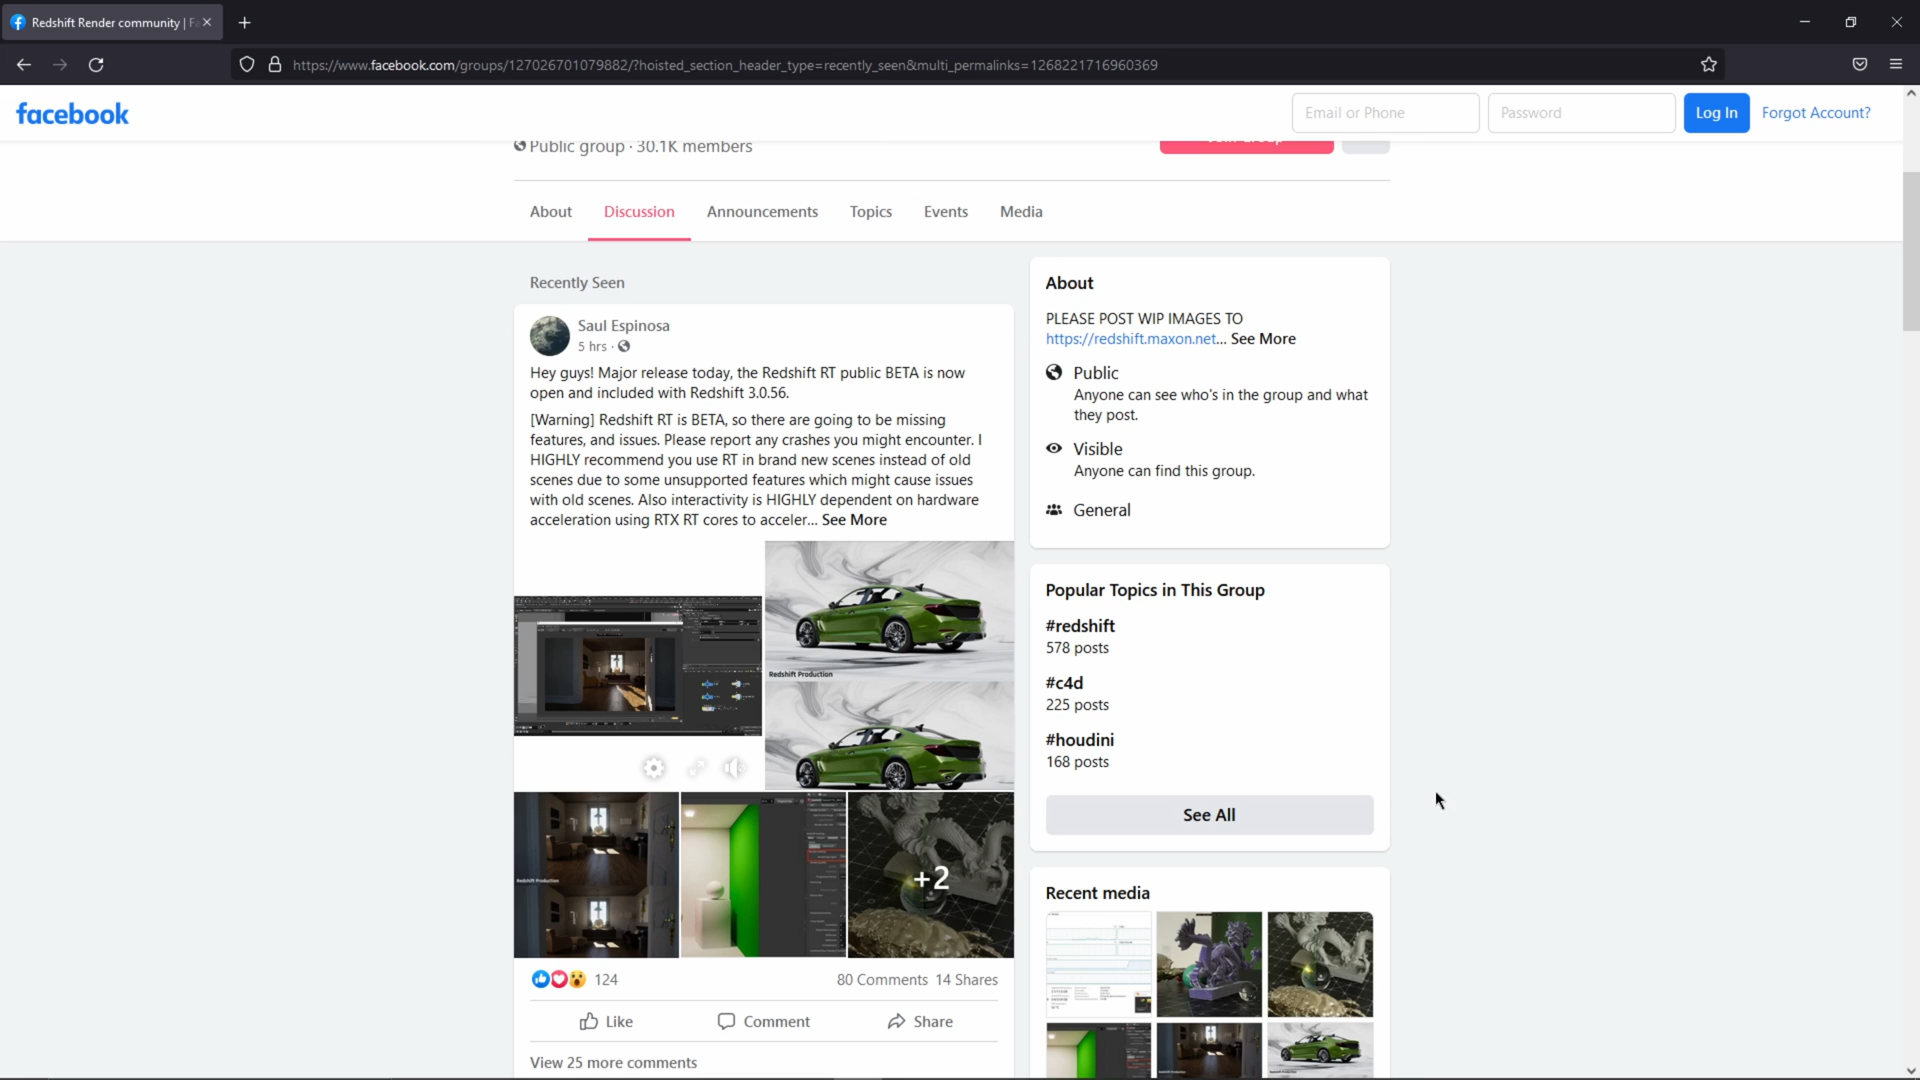 Redshift Render community | Fa
https://www.facebook.com/groups/127026701079882/?hoisted_section_header_type=recently_seen&multi_permalinks=1268221716960369
facebook
Email or Phone
Password
Log In
Forgot Account?
Public group · 30.1K members
Join Group
About
Discussion
Announcements
Topics
Events
Media
Recently Seen
Saul Espinosa
5 hrs ·
Hey guys! Major release today, the Redshift RT public BETA is now
open and included with Redshift 3.0.56.
[Warning] Redshift RT is BETA, so there are going to be missing
features, and issues. Please report any crashes you might encounter. I
HIGHLY recommend you use RT in brand new scenes instead of old
scenes due to some unsupported features which might cause issues
with old scenes. Also interactivity is HIGHLY dependent on hardware
acceleration using RTX RT cores to acceler... See More
Redshift Production
Redshift Production
+2
124
80 Comments 14 Shares
Like
Comment
Share
View 25 more comments
About
PLEASE POST WIP IMAGES TO
https://redshift.maxon.net... See More
Public
Anyone can see who's in the group and what
they post.
Visible
Anyone can find this group.
General
Popular Topics in This Group
#redshift
578 posts
#c4d
225 posts
#houdini
168 posts
See All
Recent media